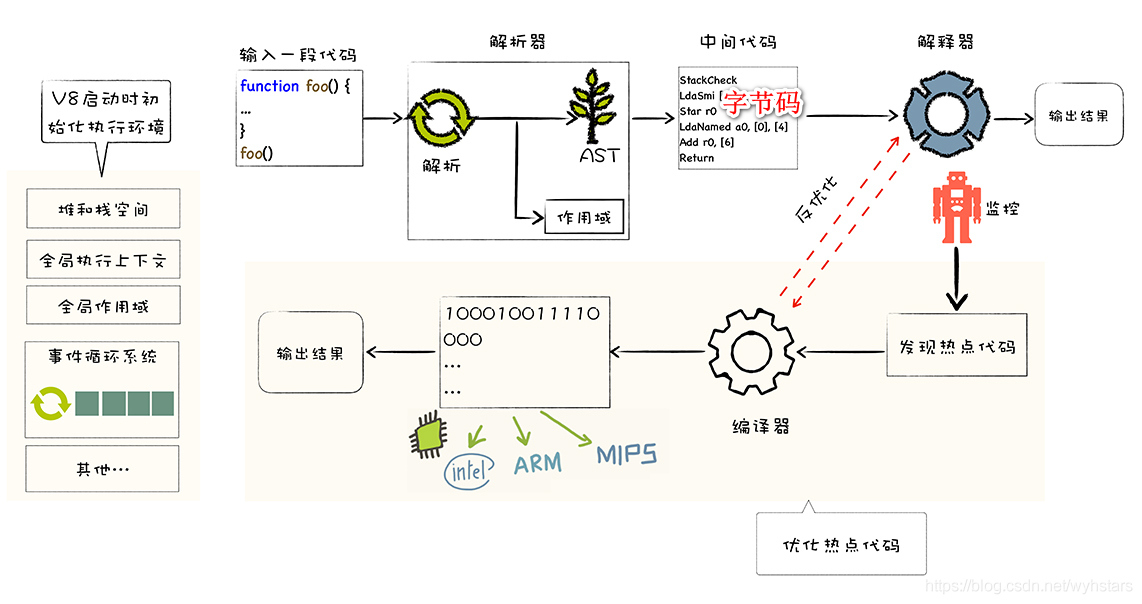 V8启动时初
始化执行环境
堆和栈空间
全局执行上下文
全局作用域
事件循环系统
其他…
输入一段代码
function foo() {
...
}
foo()
解析器
解析
AST
作用域
中间代码
StackCheck
LdaSmi [
字节码
Star r0
LdaNamed a0, [0], [4]
Add r0, [6]
Return
解释器
输出结果
监控
反优化
发现热点代码
编译器
10001001111O
000
...
...
输出结果
intel
ARM
MIPS
优化热点代码
https://blog.csdn.net/wyhstars